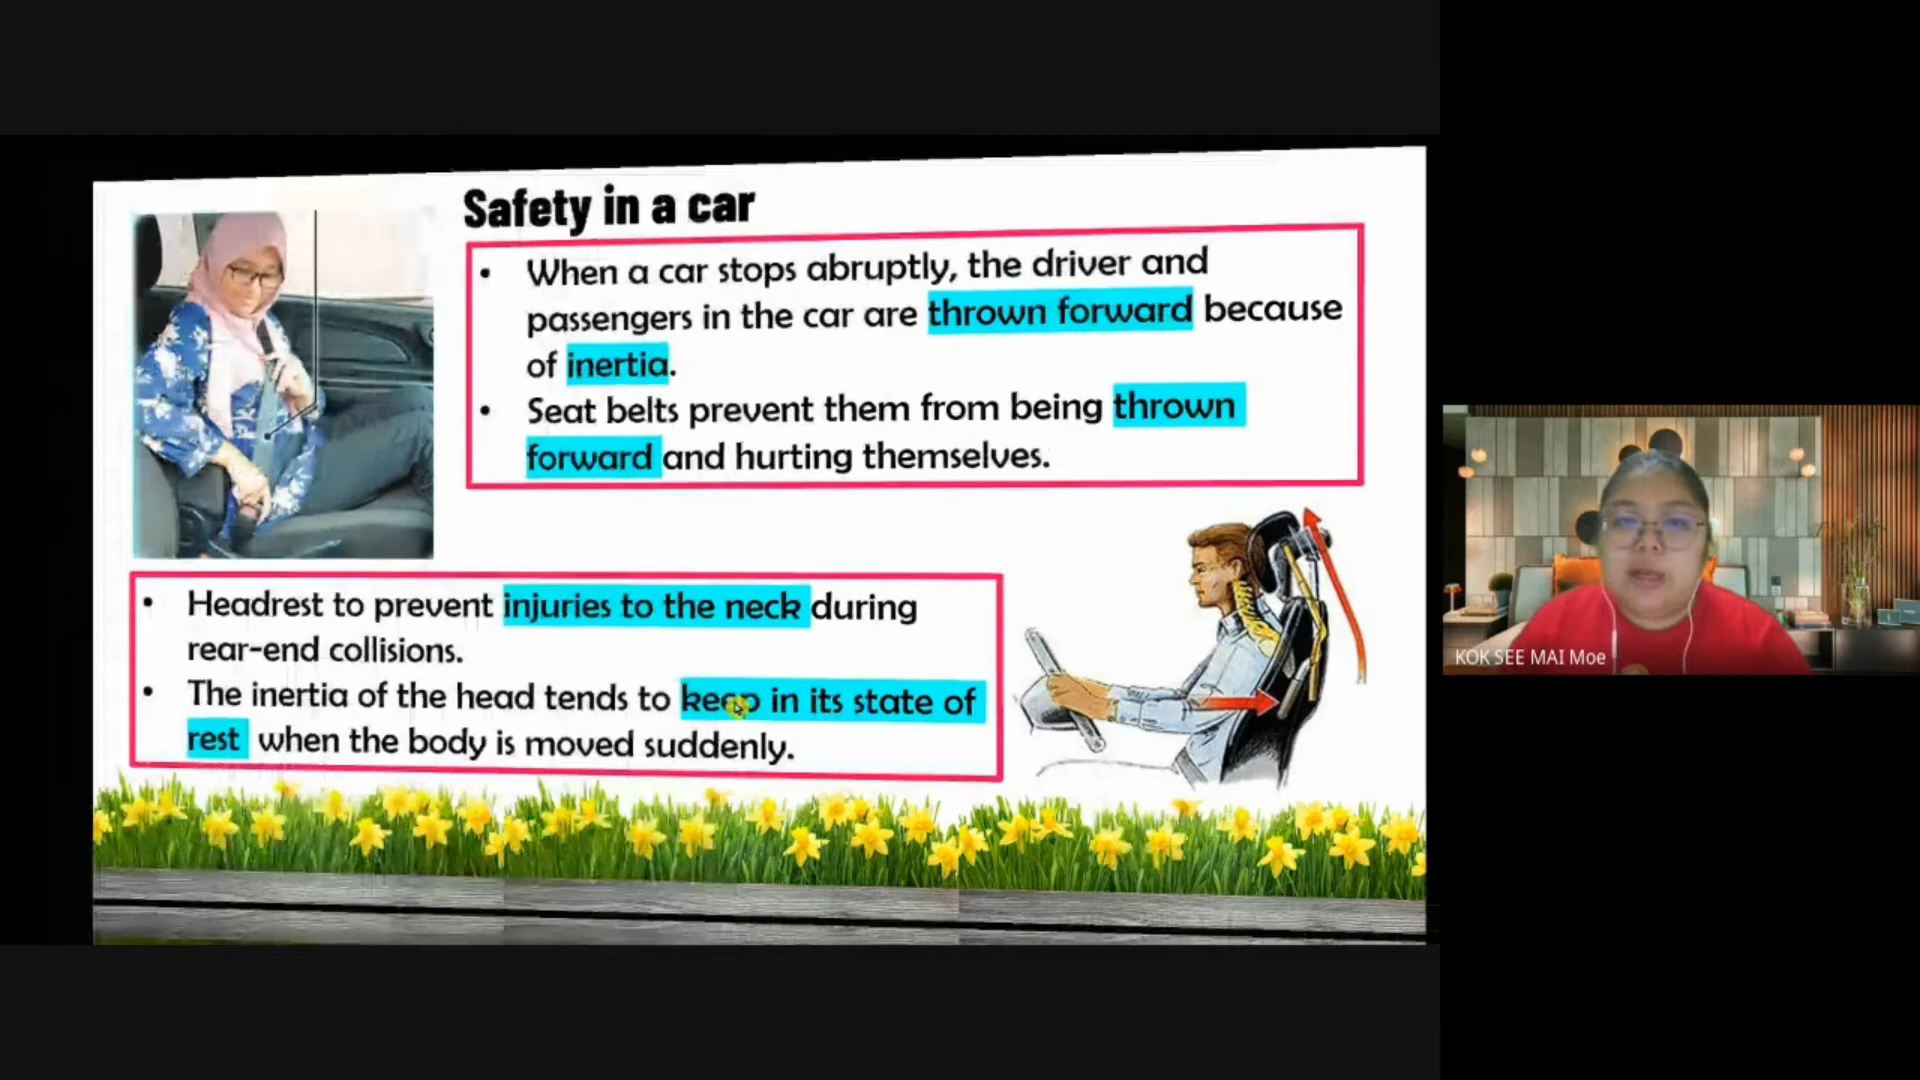 Safety in a car
• When a car stops abruptly, the driver and
passengers in the car are thrown forward because
of inertia.
• Seat belts prevent them from being thrown
forward and hurting themselves.
• Headrest to prevent injuries to the neck during
rear-end collisions.
• The inertia of the head tends to keep in its state of
rest when the body is moved suddenly.
KOK SEE MAI Moe